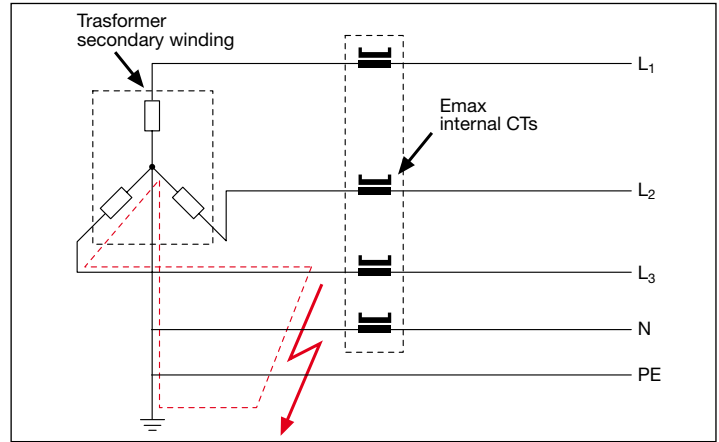 Trasformer
secondary winding
L1
Emax
internal CTs
L2
L3
N
PE